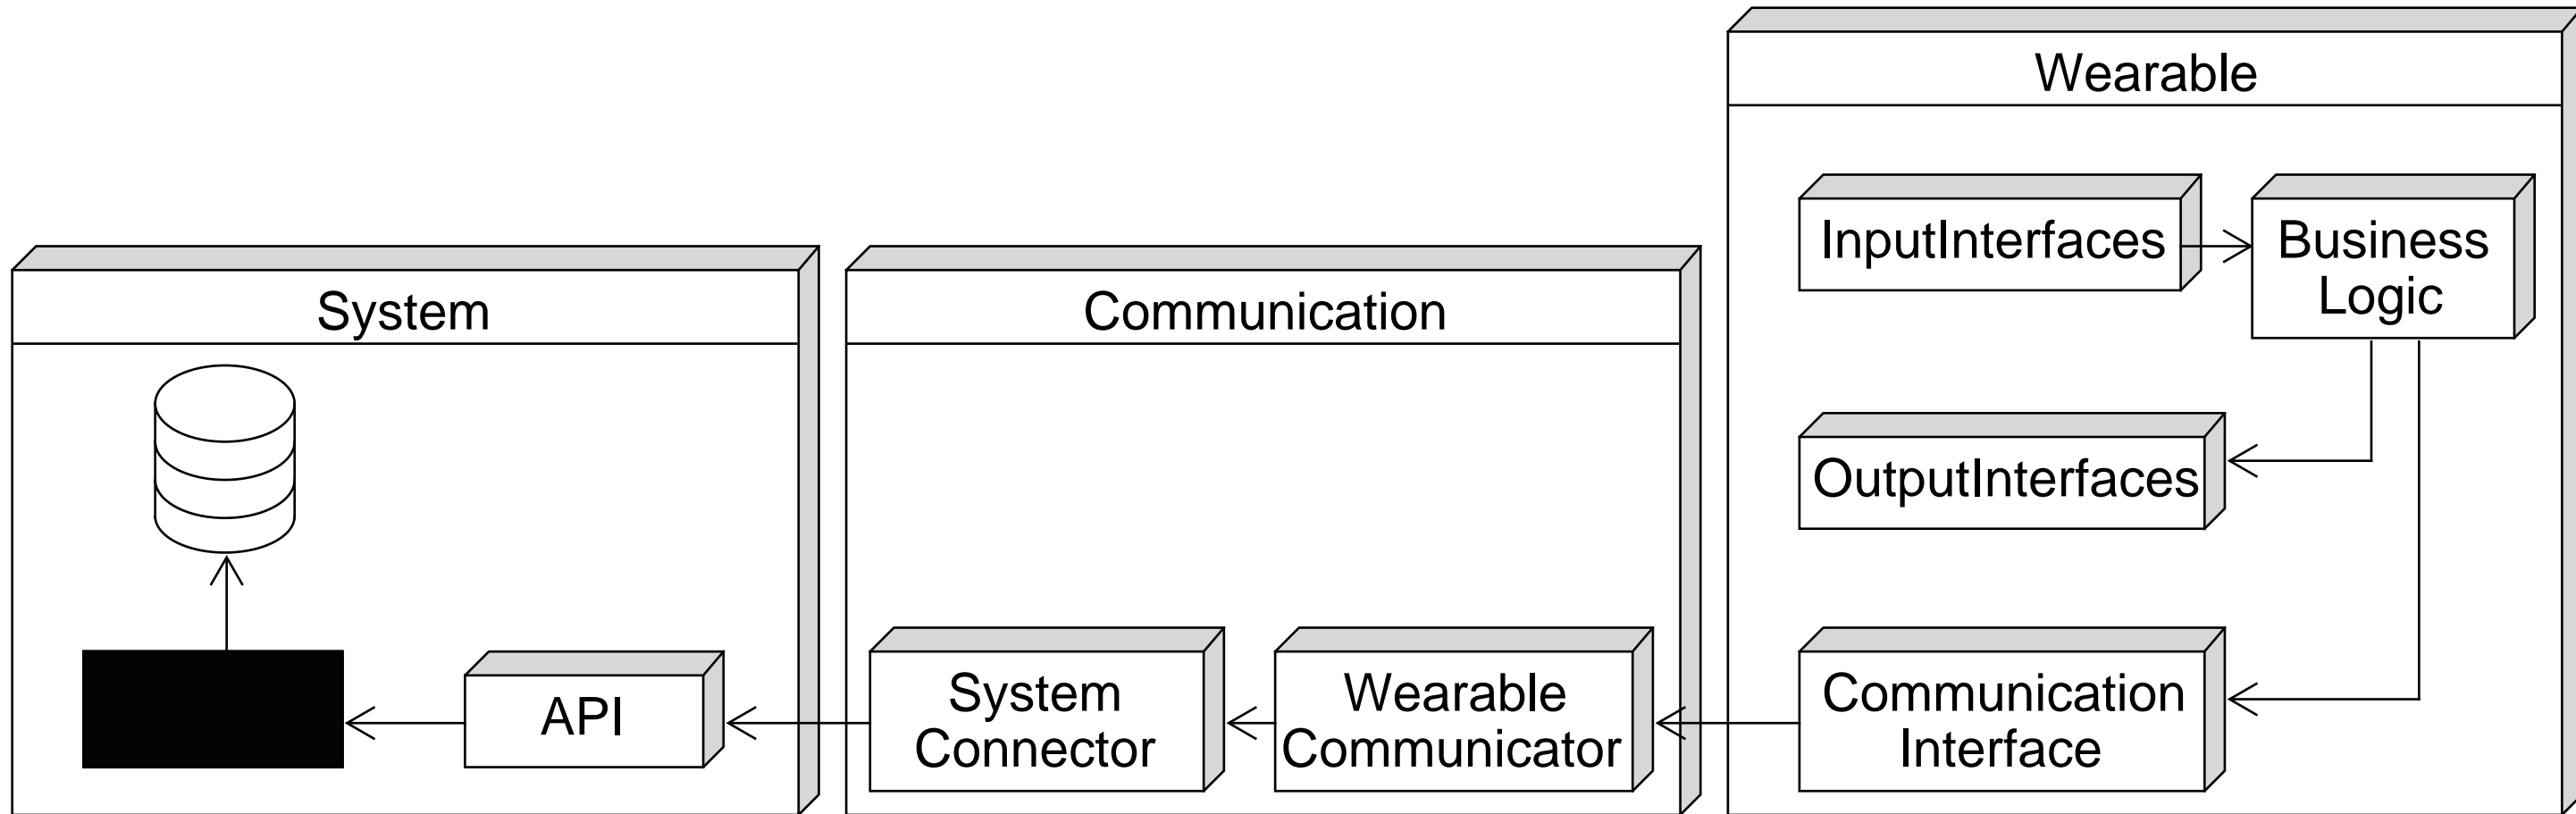 Wearable
InputInterfaces
Business
Logic
System
Communication
OutputInterfaces
API
System
Connector
Wearable
Communicator
Communication
Interface